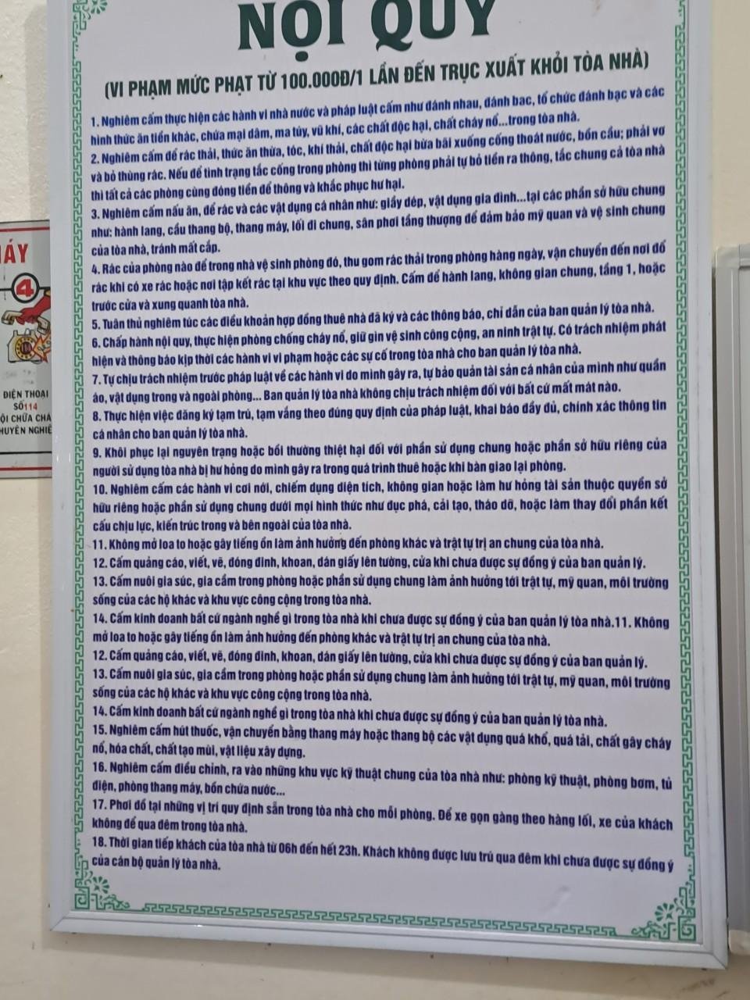 NỘI QUY
(VI PHẠM MỨC PHẠT TỪ 100.000Đ/1 LẦN ĐẾN TRỤC XUẤT KHỎI TÒA NHÀ)
1. Nghiêm cấm thực hiện các hành vi nhà nước và pháp luật cấm như đánh nhau, đánh bac, tổ chức đánh bạc và các
hình thức ăn tiền khác, chứa mại dâm, ma túy, vũ khí, các chất độc hại, chất cháy nổ...trong tòa nhà.
2. Nghiêm cấm để rác thải, thức ăn thừa, tóc, khí thải, chất độc hại bừa bãi xuống cống thoát nước, bồn cầu; phải vơ
và bỏ thùng rác. Nếu để tình trạng tắc cống trong phòng thì từng phòng phải tự bỏ tiền ra thông, tắc chung cả tòa nhà
thì tất cả các phòng cùng đóng tiền để thông và khắc phục hư hại.
3. Nghiêm cấm nấu ăn, để rác và các vật dụng cá nhân như: giầy dép, vật dụng gia đình...tại các phần sở hữu chung
như: hành lang, cầu thang bộ, thang máy, lối đi chung, sân phơi tầng thượng để đảm bảo mỹ quan và vệ sinh chung
của tòa nhà, tránh mất cắp.
4. Rác của phòng nào để trong nhà vệ sinh phòng đó, thu gom rác thải trong phòng hàng ngày, vận chuyển đến nơi đổ
rác khi có xe rác hoặc nơi tập kết rác tại khu vực theo quy định. Cấm để hành lang, không gian chung, tầng 1, hoặc
trước cửa và xung quanh tòa nhà.
5. Tuân thủ nghiêm túc các điều khoản hợp đồng thuê nhà đã ký và các thông báo, chỉ dẫn của ban quản lý tòa nhà.
6. Chấp hành nội quy, thực hiện phòng chống cháy nổ, giữ gìn vệ sinh công cộng, an ninh trật tự. Có trách nhiệm phát
hiện và thông báo kịp thời các hành vi vi phạm hoặc các sự cố trong tòa nhà cho ban quản lý tòa nhà.
7. Tự chịu trách nhiệm trước pháp luật về các hành vi do mình gây ra, tự bảo quản tài sản cá nhân của mình như quần
áo, vật dụng trong và ngoài phòng... Ban quản lý tòa nhà không chịu trách nhiệm đối với bất cứ mất mát nào.
8. Thực hiện việc đăng ký tạm trú, tạm vắng theo đúng quy định của pháp luật, khai báo đầy đủ, chính xác thông tin
cá nhân cho ban quản lý tòa nhà.
9. Khôi phục lại nguyên trạng hoặc bồi thường thiệt hại đối với phần sử dụng chung hoặc phần sở hữu riêng của
người sử dụng tòa nhà bị hư hỏng do mình gây ra trong quá trình thuê hoặc khi bàn giao lại phòng.
10. Nghiêm cấm các hành vi cơi nới, chiếm dụng diện tích, không gian hoặc làm hư hỏng tài sản thuộc quyền sở
hữu riêng hoặc phần sử dụng chung dưới mọi hình thức như đục phá, cải tạo, tháo dỡ, hoặc làm thay đổi phần kết
cấu chịu lực, kiến trúc trong và bên ngoài của tòa nhà.
11. Không mở loa to hoặc gây tiếng ồn làm ảnh hưởng đến phòng khác và trật tự trị an chung của tòa nhà.
12. Cấm quảng cáo, viết, vẽ, đóng đinh, khoan, dán giấy lên tường, cửa khi chưa được sự đồng ý của ban quản lý.
13. Cấm nuôi gia súc, gia cầm trong phòng hoặc phần sử dụng chung làm ảnh hưởng tới trật tự, mỹ quan, môi trường
sống của các hộ khác và khu vực công cộng trong tòa nhà.
14. Cấm kinh doanh bất cứ ngành nghề gì trong tòa nhà khi chưa được sự đồng ý của ban quản lý tòa nhà.11. Không
mở loa to hoặc gây tiếng ồn làm ảnh hưởng đến phòng khác và trật tự trị an chung của tòa nhà.
12. Cấm quảng cáo, viết, vẽ, đóng đinh, khoan, dán giấy lên tường, cửa khi chưa được sự đồng ý của ban quản lý.
13. Cấm nuôi gia súc, gia cầm trong phòng hoặc phần sử dụng chung làm ảnh hưởng tới trật tự, mỹ quan, môi trường
sống của các hộ khác và khu vực công cộng trong tòa nhà.
14. Cấm kinh doanh bất cứ ngành nghề gì trong tòa nhà khi chưa được sự đồng ý của ban quản lý tòa nhà.
15. Nghiêm cấm hút thuốc, vận chuyển bằng thang máy hoặc thang bộ các vật dụng quá khổ, quá tải, chất gây cháy
nổ, hóa chất, chất tạo mùi, vật liệu xây dựng.
16. Nghiêm cấm điều chỉnh, ra vào những khu vực kỹ thuật chung của tòa nhà như: phòng kỹ thuật, phòng bơm, tủ
điện, phòng thang máy, bồn chứa nước...
17. Phơi đồ tại những vị trí quy định sẵn trong tòa nhà cho mỗi phòng. Để xe gọn gàng theo hàng lối, xe của khách
không để qua đêm trong tòa nhà.
18. Thời gian tiếp khách của tòa nhà từ 06h đến hết 23h. Khách không được lưu trú qua đêm khi chưa được sự đồng ý
của cán bộ quản lý tòa nhà.
ÁY
4
ĐIỆN THOẠI
SỐ114
ỘI CHỮA CHÁ
HUYÊN NGHIỆ